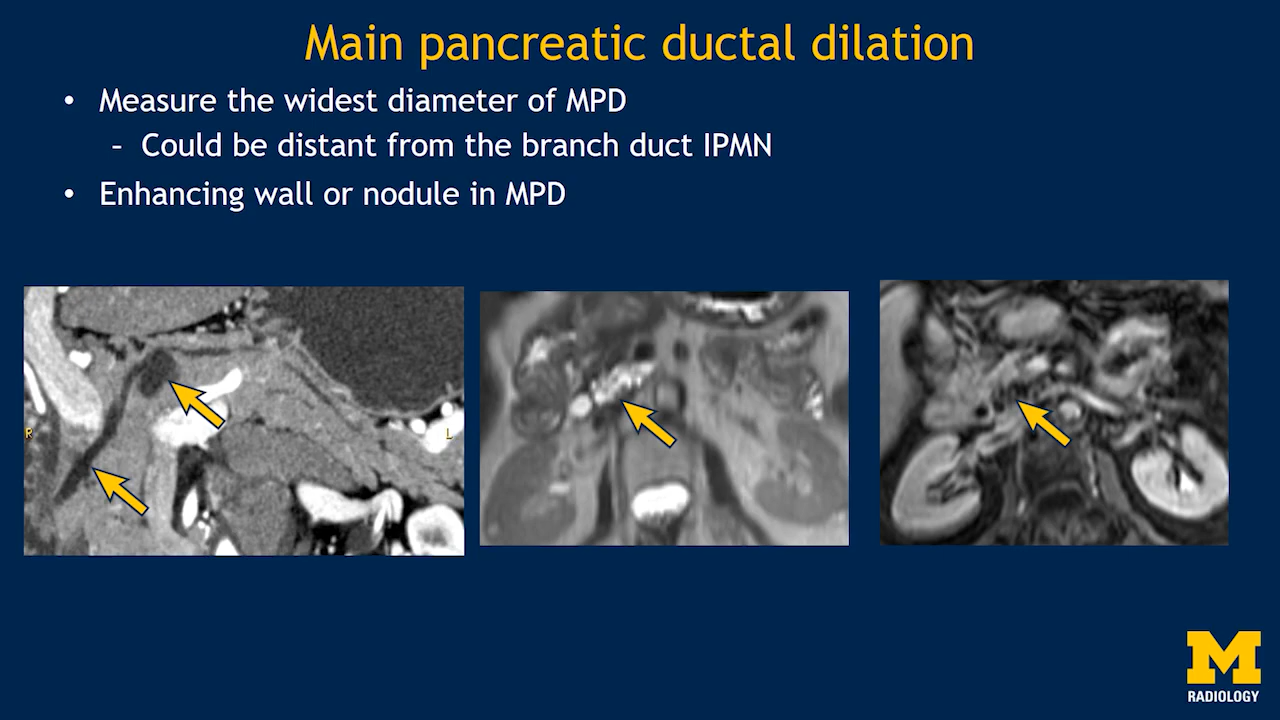 Main pancreatic ductal dilation
• Measure the widest diameter of MPD
– Could be distant from the branch duct IPMN
• Enhancing wall or nodule in MPD
R
L
M
RADIOLOGY